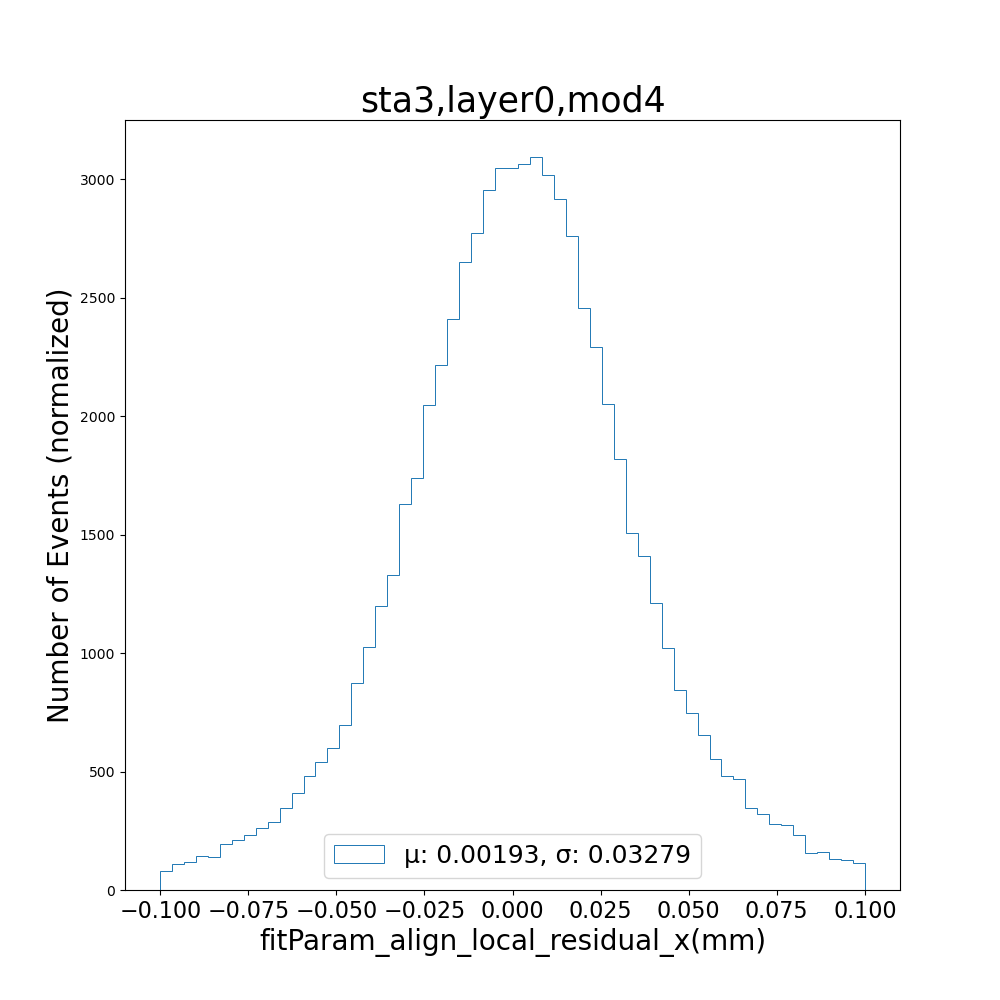 sta3,layer0,mod4
Number of Events (normalized)
3000
2500
2000
1500
1000
500
0
μ: 0.00193, σ: 0.03279
−0.100 −0.075 −0.050 −0.025 0.000 0.025 0.050 0.075 0.100
fitParam_align_local_residual_x(mm)